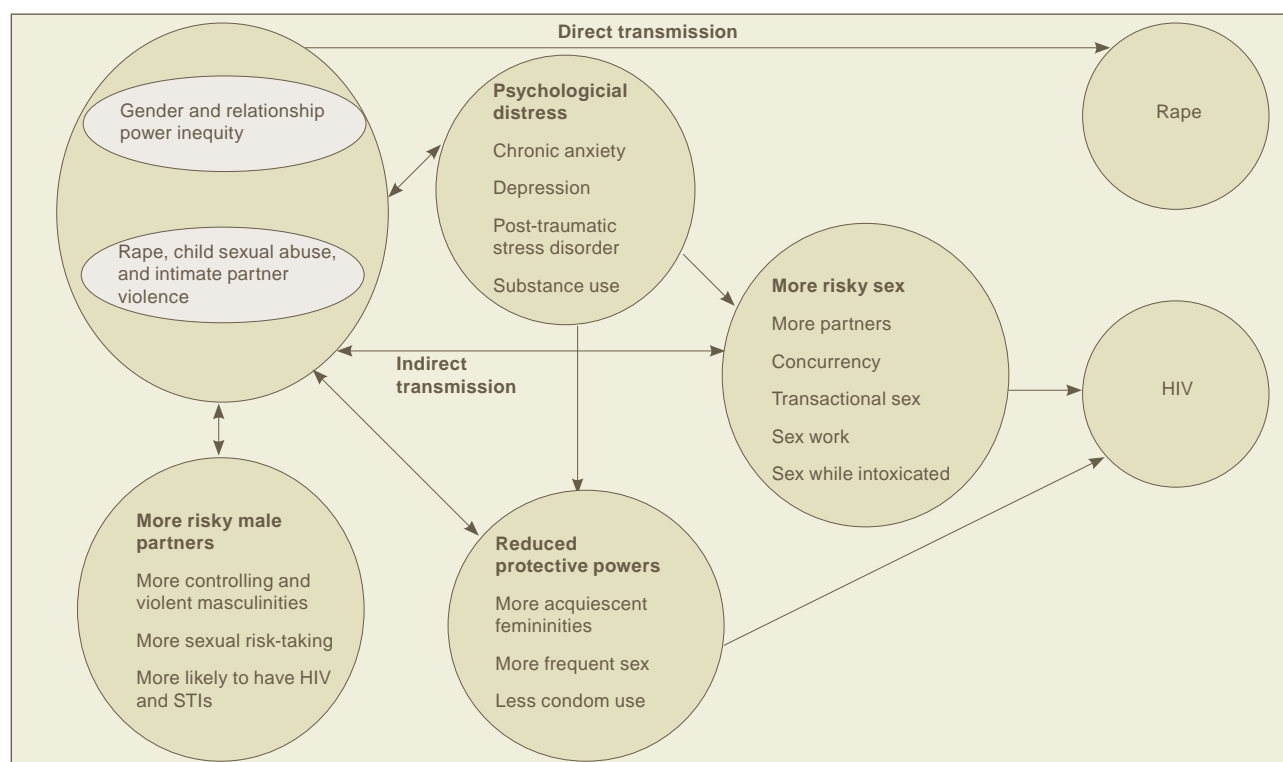 Direct transmission
Gender and relationship
power inequity
Rape, child sexual abuse,
and intimate partner
violence
Psychologicial
distress
Chronic anxiety
Depression
Post-traumatic
stress disorder
Substance use
Rape
More risky sex
More partners
Concurrency
Transactional sex
Sex work
Sex while intoxicated
Indirect
transmission
HIV
More risky male
partners
More controlling and
violent masculinities
More sexual risk-taking
More likely to have HIV
and STIs
Reduced
protective powers
More acquiescent
femininities
More frequent sex
Less condom use